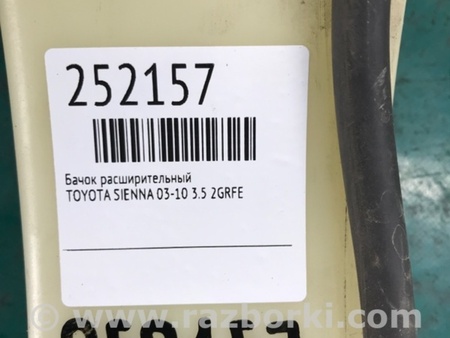 252157
Бачок расширительный
TOYOTA SIENNA 03-10 3.5 2GRFE
www.razborki.com